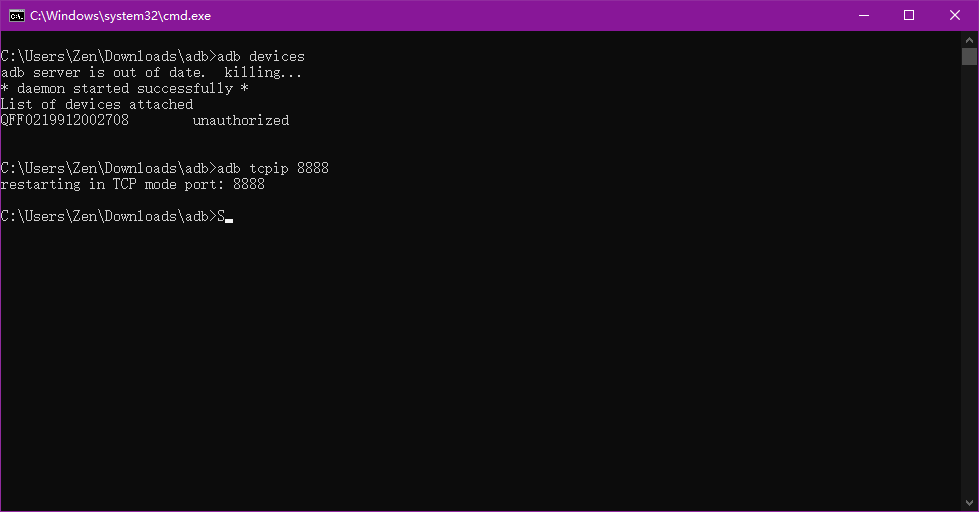 C:\Windows\system32\cmd.exe
C:\Users\Zen\Downloads\adb>adb devices
adb server is out of date.  killing...
* daemon started successfully *
List of devices attached
QFF0219912002708        unauthorized
C:\Users\Zen\Downloads\adb>adb tcpip 8888
restarting in TCP mode port: 8888
C:\Users\Zen\Downloads\adb>S